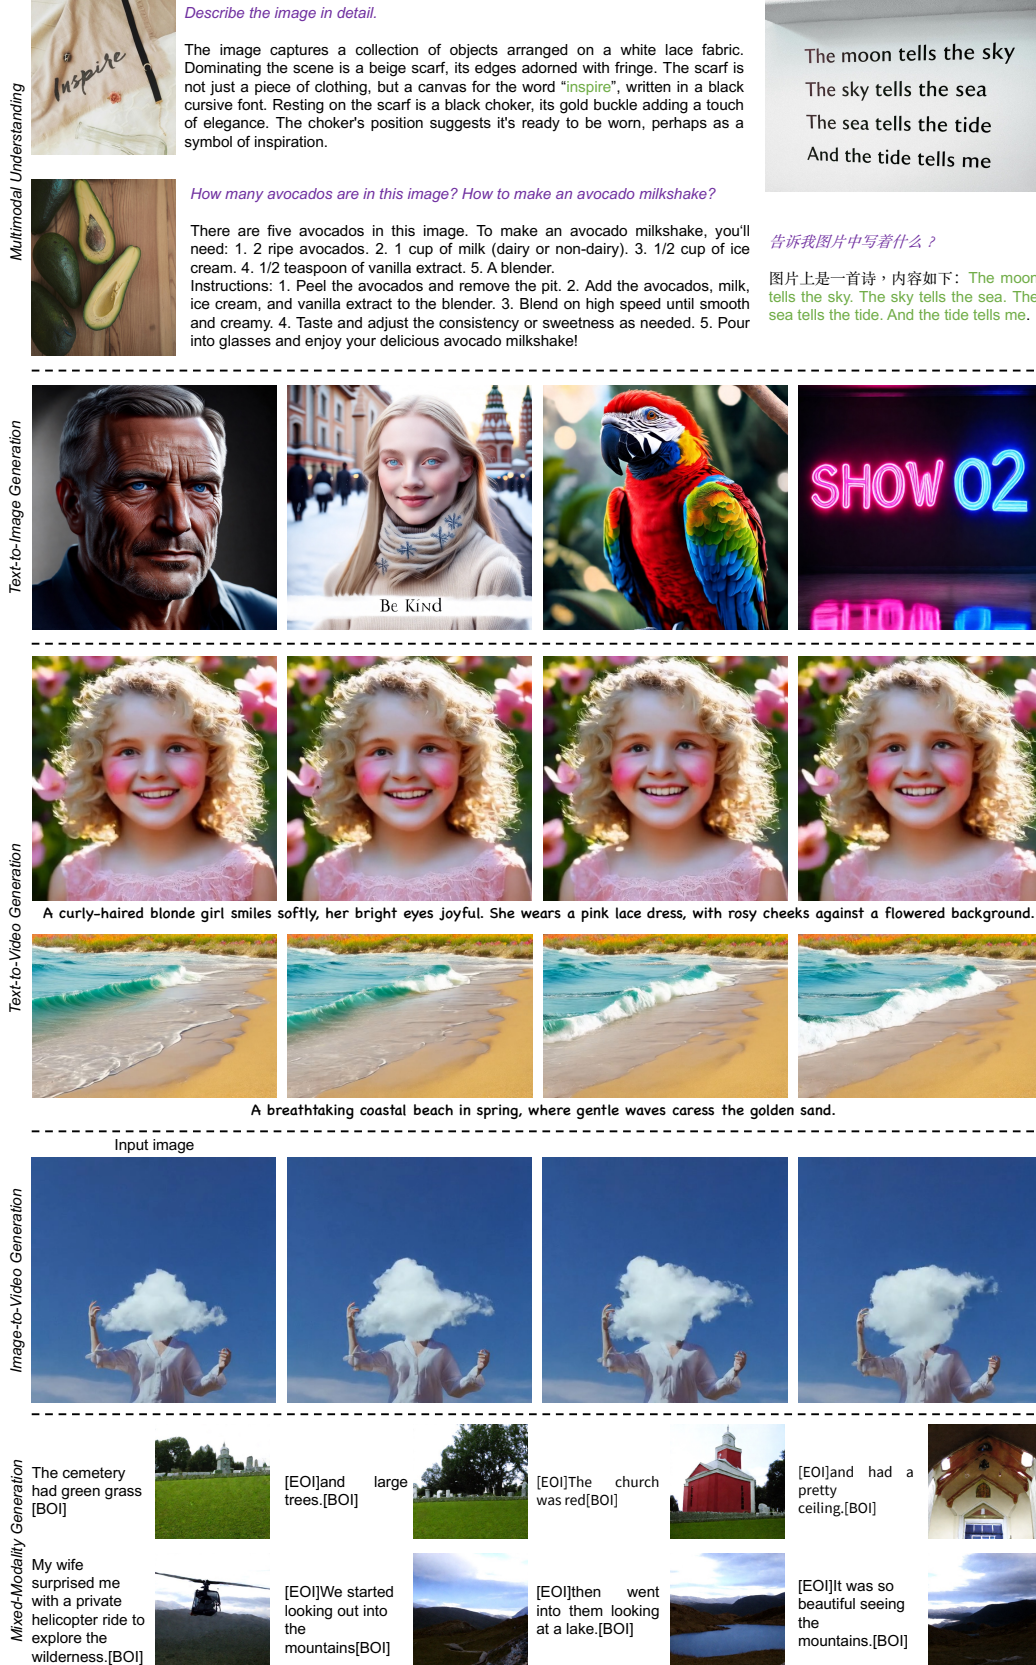 Multimodal Understanding
Inspire
Describe the image in detail.
The image captures a collection of objects arranged on a white lace fabric.
Dominating the scene is a beige scarf, its edges adorned with fringe. The scarf is
not just a piece of clothing, but a canvas for the word “inspire”, written in a black
cursive font. Resting on the scarf is a black choker, its gold buckle adding a touch
of elegance. The choker's position suggests it's ready to be worn, perhaps as a
symbol of inspiration.
The moon tells the sky
The sky tells the sea
The sea tells the tide
And the tide tells me
How many avocados are in this image? How to make an avocado milkshake?
There are five avocados in this image. To make an avocado milkshake, you'll
need: 1. 2 ripe avocados. 2. 1 cup of milk (dairy or non-dairy). 3. 1/2 cup of ice
cream. 4. 1/2 teaspoon of vanilla extract. 5. A blender.
Instructions: 1. Peel the avocados and remove the pit. 2. Add the avocados, milk,
ice cream, and vanilla extract to the blender. 3. Blend on high speed until smooth
and creamy. 4. Taste and adjust the consistency or sweetness as needed. 5. Pour
into glasses and enjoy your delicious avocado milkshake!
告诉我图片中写着什么？
图片上是一首诗，内容如下：The moon
tells the sky. The sky tells the sea. The
sea tells the tide. And the tide tells me.
Text-to-Image Generation
Be Kind
SHOW O2
Text-to-Video Generation
A curly-haired blonde girl smiles softly, her bright eyes joyful. She wears a pink lace dress, with rosy cheeks against a flowered background.
A breathtaking coastal beach in spring, where gentle waves caress the golden sand.
Image-to-Video Generation
Input image
Mixed-Modality Generation
The cemetery
had green grass
[BOI]
[EOI]and large
trees.[BOI]
[EOI]The church
was red[BOI]
[EOI]and had a
pretty
ceiling.[BOI]
My wife
surprised me
with a private
helicopter ride to
explore the
wilderness.[BOI]
[EOI]We started
looking out into
the
mountains[BOI]
[EOI]then went
into them looking
at a lake.[BOI]
[EOI]It was so
beautiful seeing
the
mountains.[BOI]